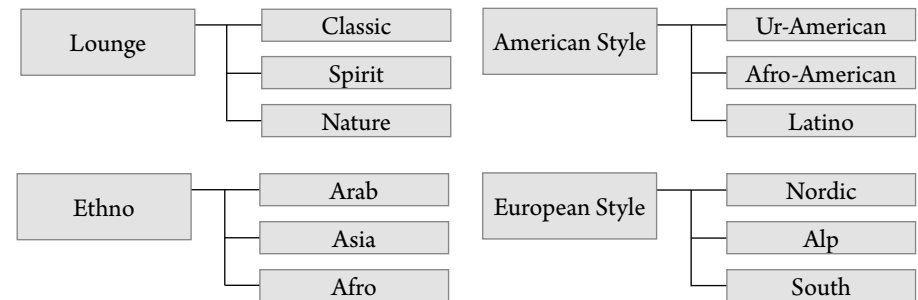 Lounge
Classic
Spirit
Nature
American Style
Ur-American
Afro-American
Latino
Ethno
Arab
Asia
Afro
European Style
Nordic
Alp
South